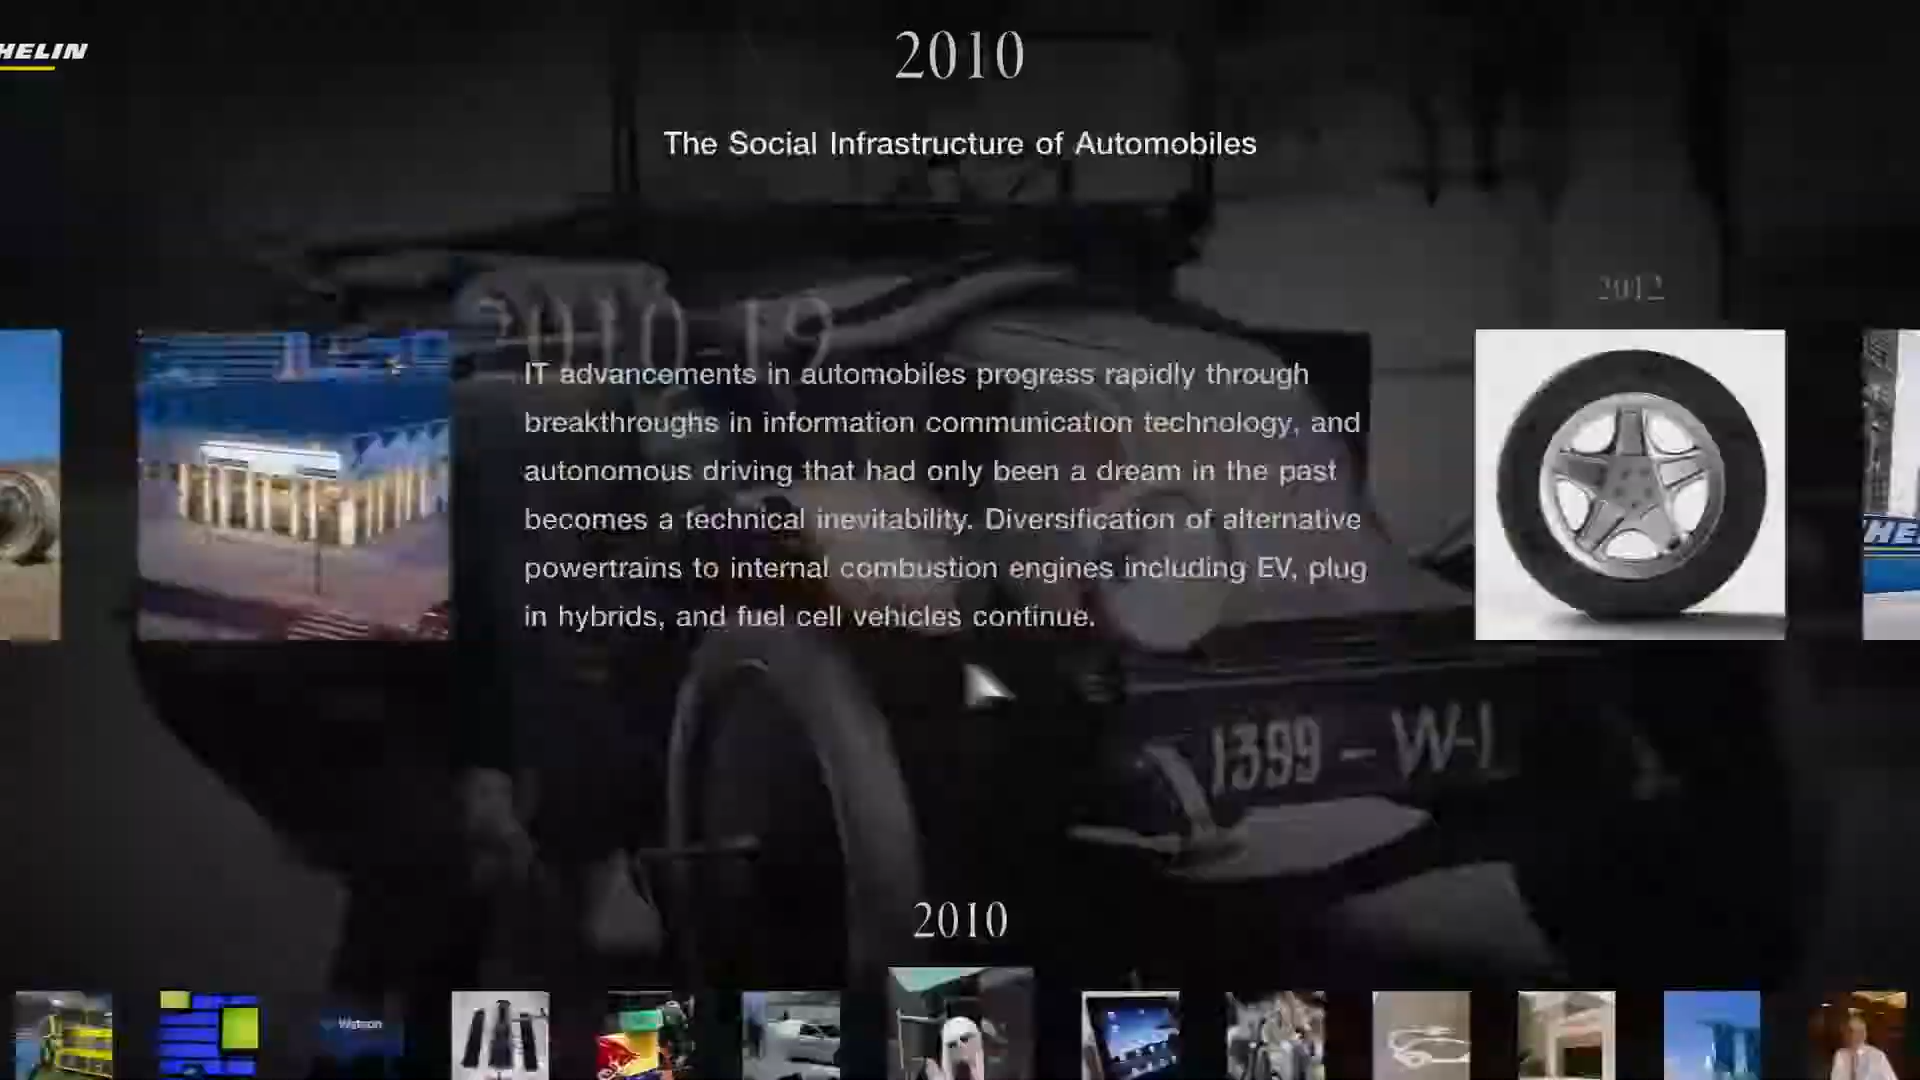 HELIN
2010
The Social Infrastructure of Automobiles
2012
2010-19
IT advancements in automobiles progress rapidly through
breakthroughs in information communication technology, and
autonomous driving that had only been a dream in the past
becomes a technical inevitability. Diversification of alternative
powertrains to internal combustion engines including EV, plug
in hybrids, and fuel cell vehicles continue.
HE
1399 - W-L
2010
Watson